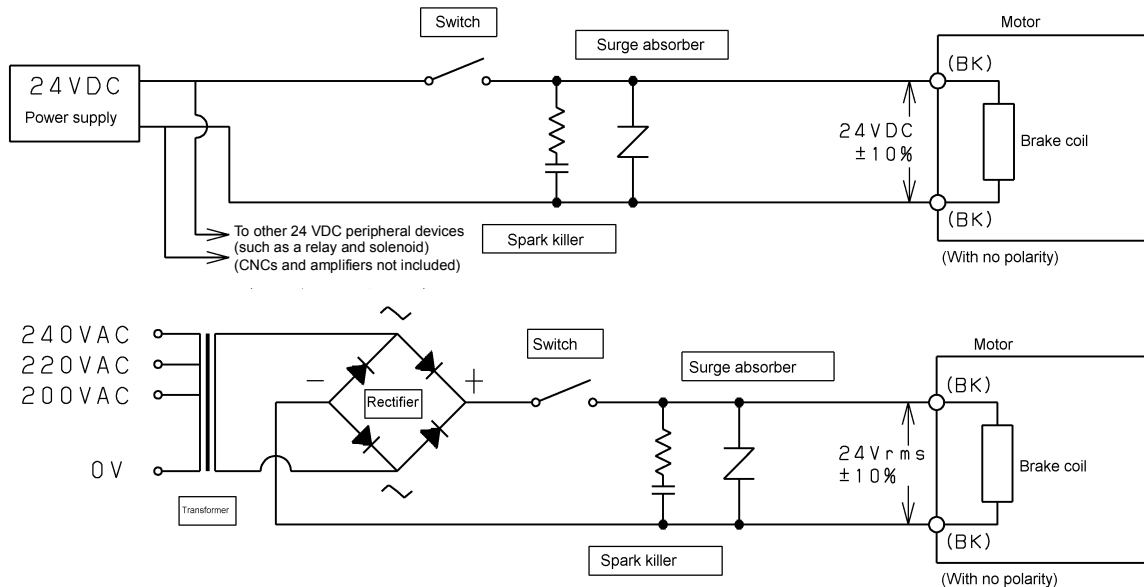 Switch
Motor
Surge absorber
(BK)
24VDC
Power supply
24VDC
±10%
Brake coil
(BK)
To other 24 VDC peripheral devices
(such as a relay and solenoid)
(CNCs and amplifiers not included)
Spark killer
(With no polarity)
240VAC
220VAC
200VAC
0V
Transformer
Rectifier
−
+
Switch
Surge absorber
Motor
(BK)
24Vrms
±10%
Brake coil
(BK)
Spark killer
(With no polarity)